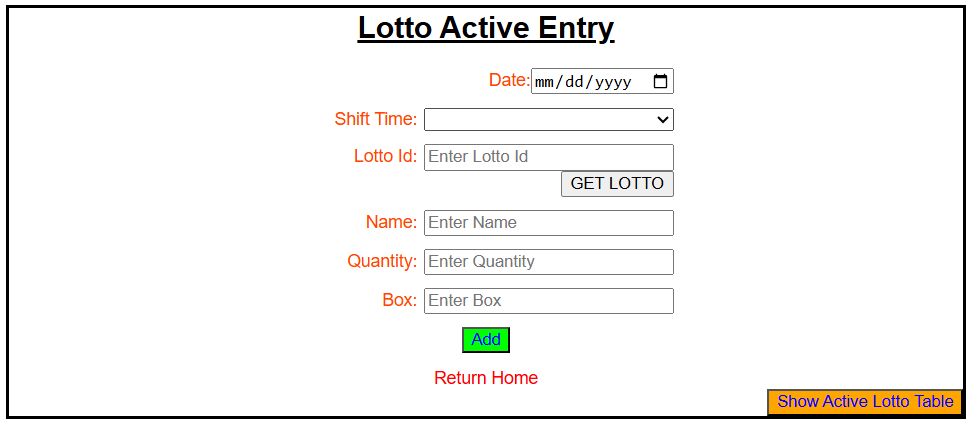 Lotto Active Entry
Date: mm/dd/yyyy
Shift Time:
Lotto Id: Enter Lotto Id
GET LOTTO
Name: Enter Name
Quantity: Enter Quantity
Box: Enter Box
Add
Return Home
Show Active Lotto Table